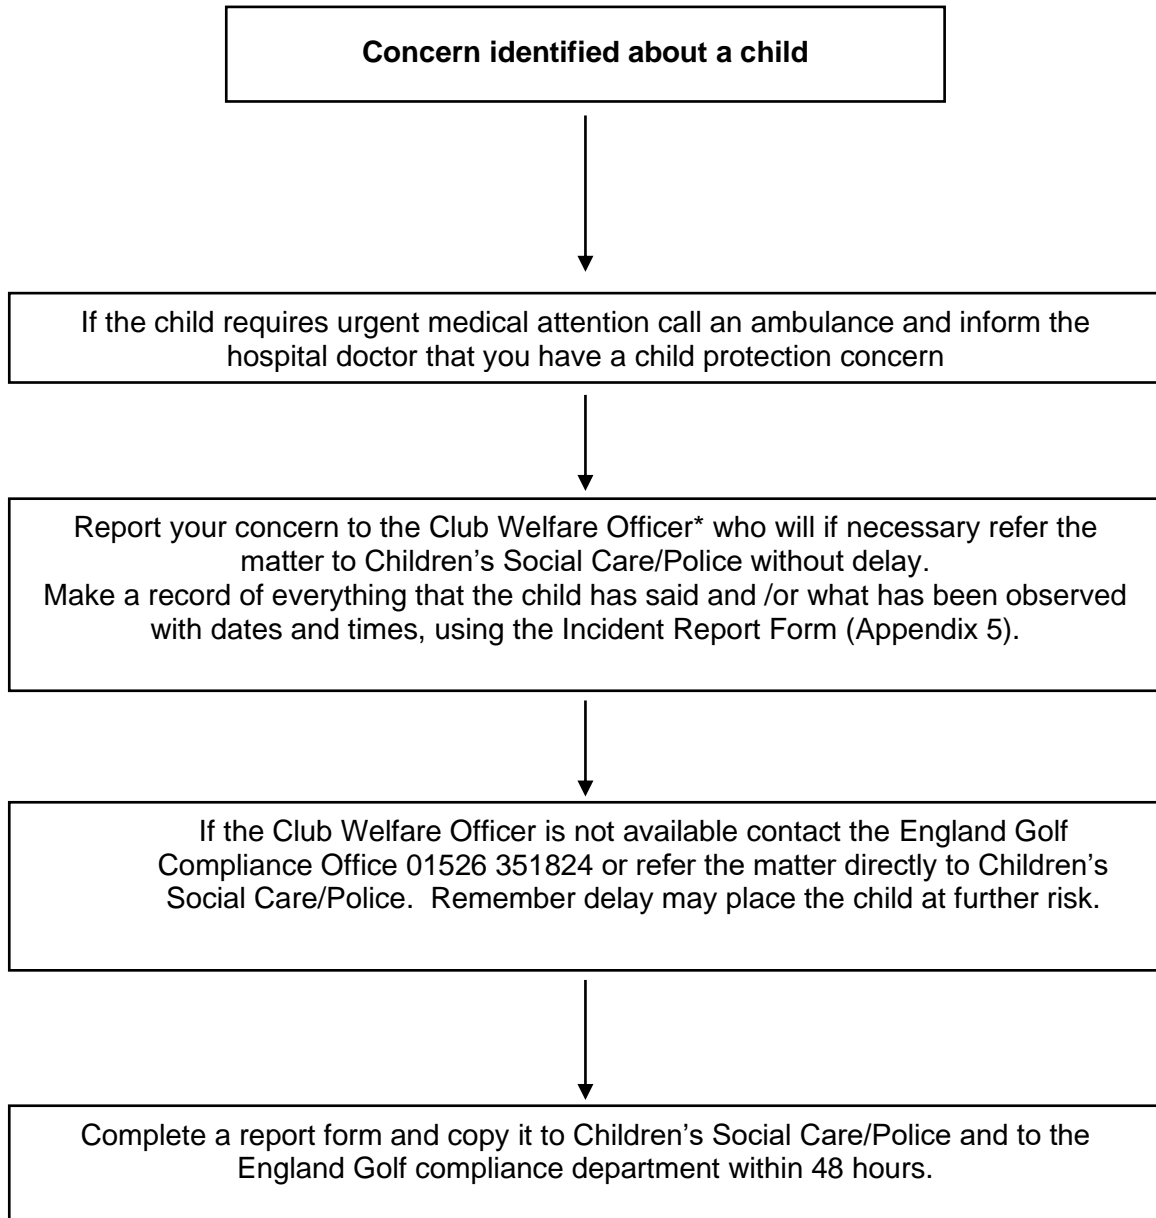 Concern identified about a child
If the child requires urgent medical attention call an ambulance and inform the
hospital doctor that you have a child protection concern
Report your concern to the Club Welfare Officer* who will if necessary refer the
matter to Children’s Social Care/Police without delay.
Make a record of everything that the child has said and /or what has been observed
with dates and times, using the Incident Report Form (Appendix 5).
If the Club Welfare Officer is not available contact the England Golf
Compliance Office 01526 351824 or refer the matter directly to Children’s
Social Care/Police.  Remember delay may place the child at further risk.
Complete a report form and copy it to Children’s Social Care/Police and to the
England Golf compliance department within 48 hours.